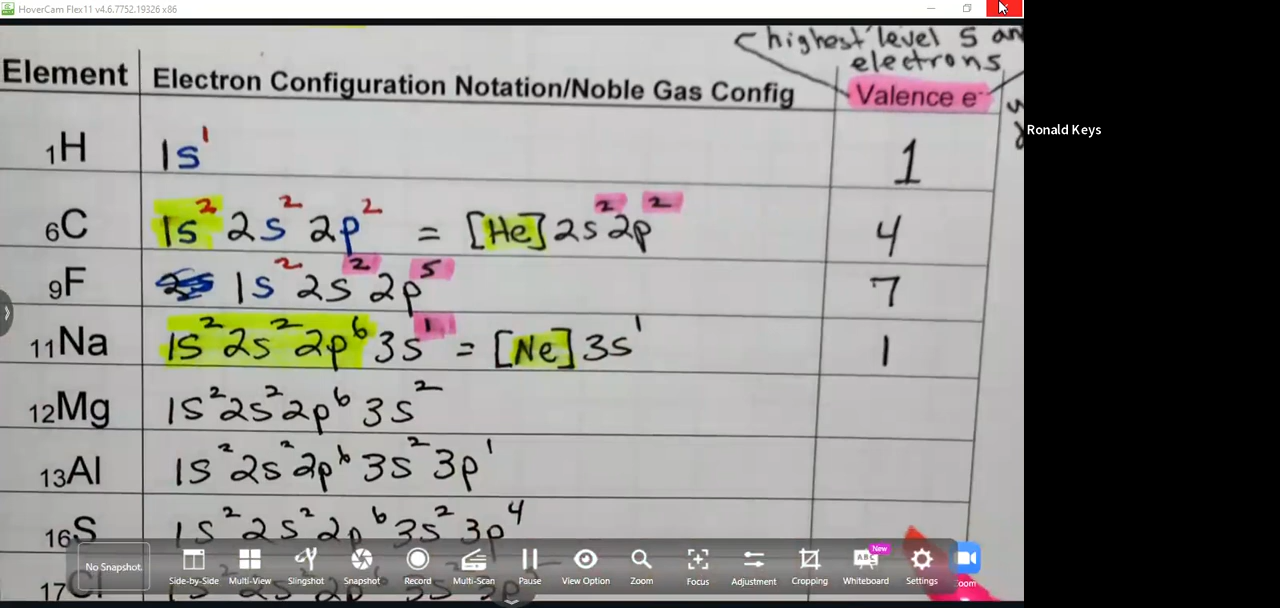 HoverCam Flex11 v4.6.7752.19326 x86
highest level s an
electrons
Element Electron Configuration Notation/Noble Gas Config Valence e⁻
₁H 1s¹ 1
₆C 1s² 2s² 2p² = [He] 2s² 2p² 4
₉F 1s² 2s² 2p⁵ 7
₁₁Na 1s² 2s² 2p⁶ 3s¹ = [Ne] 3s¹ 1
₁₂Mg 1s² 2s² 2p⁶ 3s²
₁₃Al 1s² 2s² 2p⁶ 3s² 3p¹
₁₆S 1s² 2s² 2p⁶ 3s² 3p⁴
₁₇Cl
Ronald Keys
No Snapshot.
Side-by-Side Multi-View Slingshot Snapshot Record Multi-Scan Pause View Option Zoom Focus Adjustment Cropping Whiteboard Settings oom
ABC New